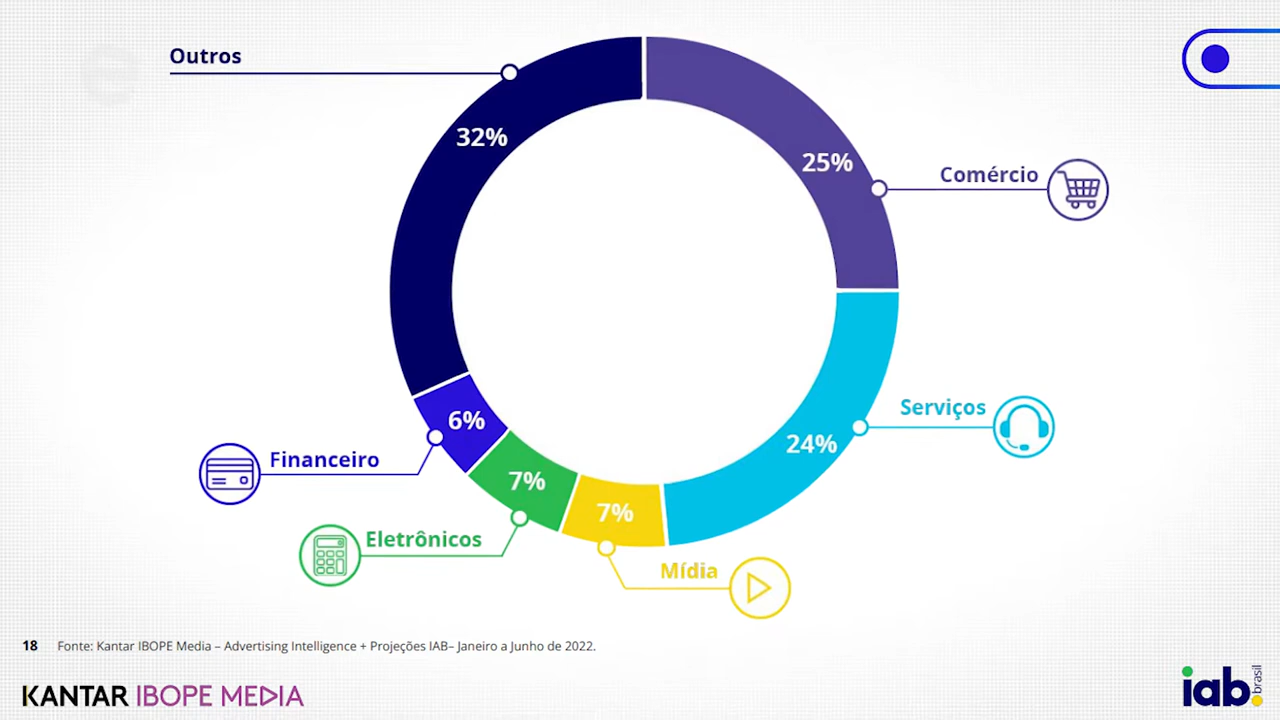 Outros
32%
25%
Comércio
Serviços
24%
6%
Financeiro
7%
Eletrônicos
7%
Mídia
18 Fonte: Kantar IBOPE Media – Advertising Intelligence + Projeções IAB– Janeiro a Junho de 2022.
KANTAR IBOPE MEDIA
iab.
brasil